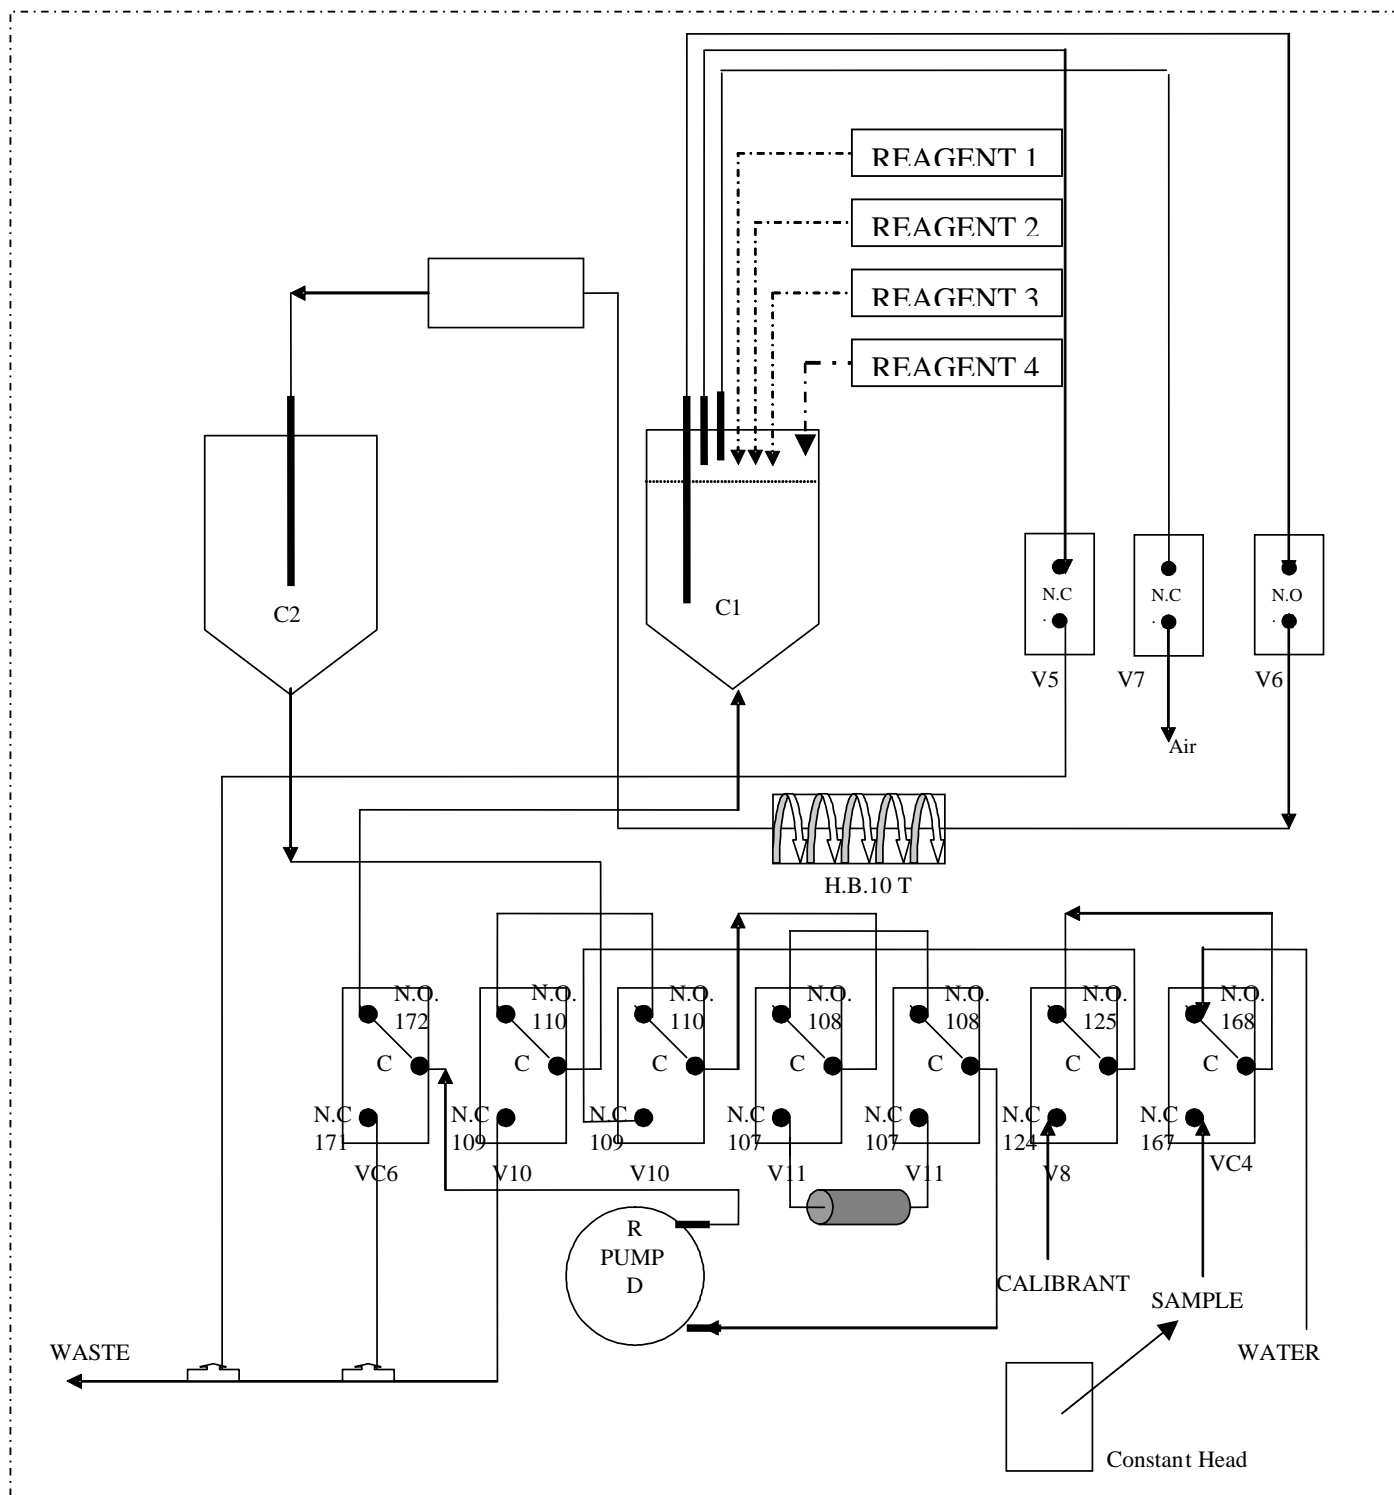 REAGENT 1
REAGENT 2
REAGENT 3
REAGENT 4
C2
C1
N.C
.
N.C
.
N.O
.
V5
V7
V6
Air
H.B.10 T
N.O.
172
C
N.C
171
VC6
N.O.
110
C
N.C
109
V10
N.O.
110
C
N.C
109
V10
N.O.
108
C
N.C
107
V11
N.O.
108
C
N.C
107
V11
N.O.
125
C
N.C
124
V8
N.O.
168
C
N.C
167
VC4
R
PUMP
D
CALIBRANT
SAMPLE
WATER
WASTE
Constant Head